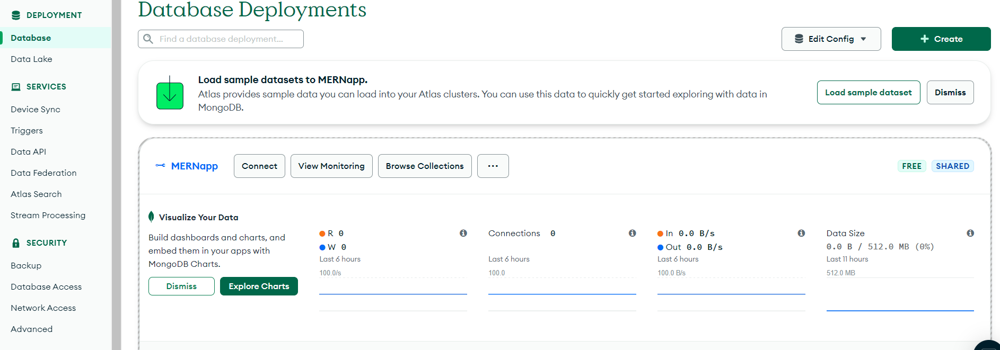 DEPLOYMENT
Database
Data Lake
SERVICES
Device Sync
Triggers
Data API
Data Federation
Atlas Search
Stream Processing
SECURITY
Backup
Database Access
Network Access
Advanced
Database Deployments
Find a database deployment...
Edit Config
+ Create
Load sample datasets to MERNapp.
Atlas provides sample data you can load into your Atlas clusters. You can use this data to quickly get started exploring with data in
MongoDB.
Load sample dataset
Dismiss
MERNapp
Connect
View Monitoring
Browse Collections
...
FREE
SHARED
Visualize Your Data
Build dashboards and charts, and
embed them in your apps with
MongoDB Charts.
Dismiss
Explore Charts
R 0
W 0
Last 6 hours
100.0/s
Connections 0
Last 6 hours
100.0
In 0.0 B/s
Out 0.0 B/s
Last 6 hours
100.0 B/s
Data Size
0.0 B / 512.0 MB (0%)
Last 11 hours
512.0 MB